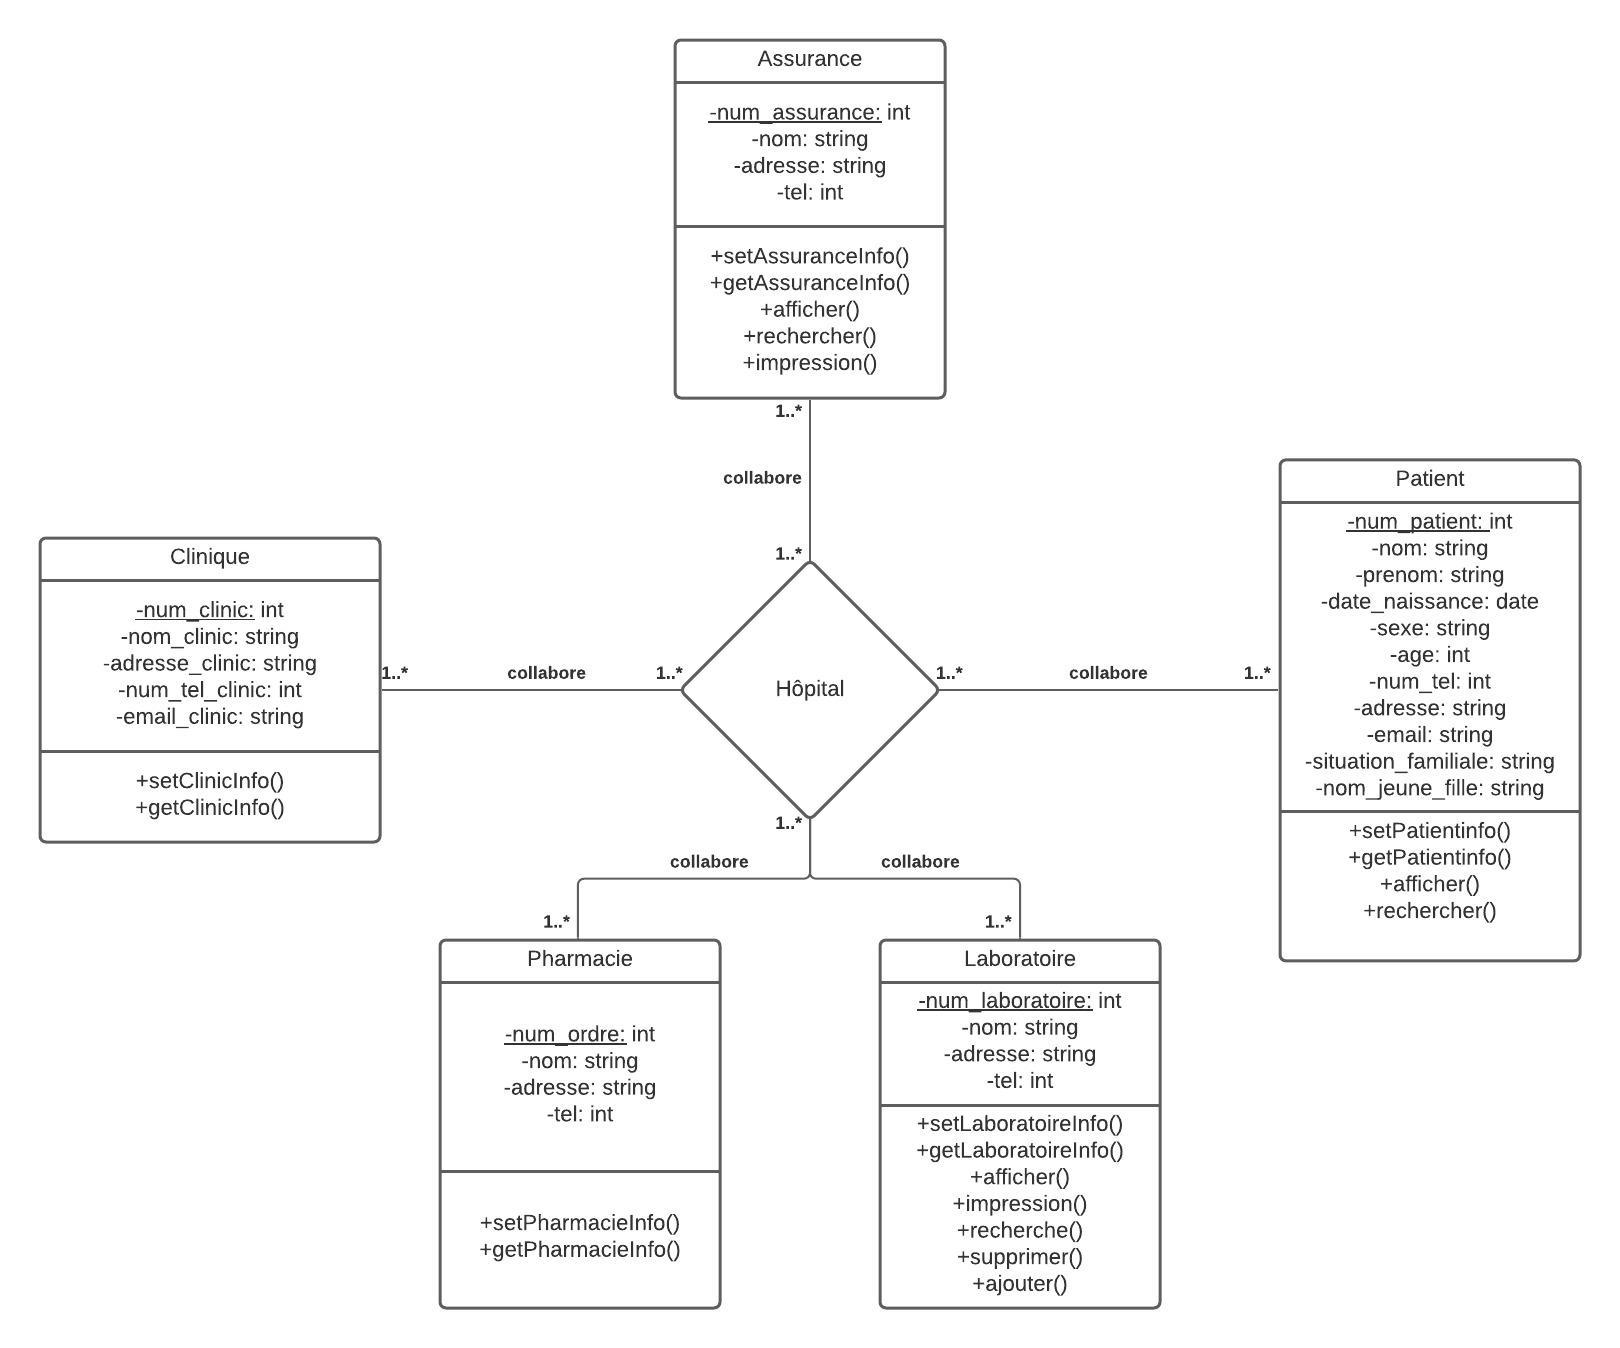 Assurance
-num_assurance: int
-nom: string
-adresse: string
-tel: int
+setAssuranceInfo()
+getAssuranceInfo()
+afficher()
+rechercher()
+impression()
1..*
collabore
1..*
Clinique
-num_clinic: int
-nom_clinic: string
-adresse_clinic: string
-num_tel_clinic: int
-email_clinic: string
+setClinicInfo()
+getClinicInfo()
1..*
collabore
1..*
Hôpital
1..*
collabore
1..*
Patient
-num_patient: int
-nom: string
-prenom: string
-date_naissance: date
-sexe: string
-age: int
-num_tel: int
-adresse: string
-email: string
-situation_familiale: string
-nom_jeune_fille: string
+setPatientinfo()
+getPatientinfo()
+afficher()
+rechercher()
1..*
collabore
collabore
1..*
1..*
Pharmacie
-num_ordre: int
-nom: string
-adresse: string
-tel: int
+setPharmacieInfo()
+getPharmacieInfo()
Laboratoire
-num_laboratoire: int
-nom: string
-adresse: string
-tel: int
+setLaboratoireInfo()
+getLaboratoireInfo()
+afficher()
+impression()
+recherche()
+supprimer()
+ajouter()